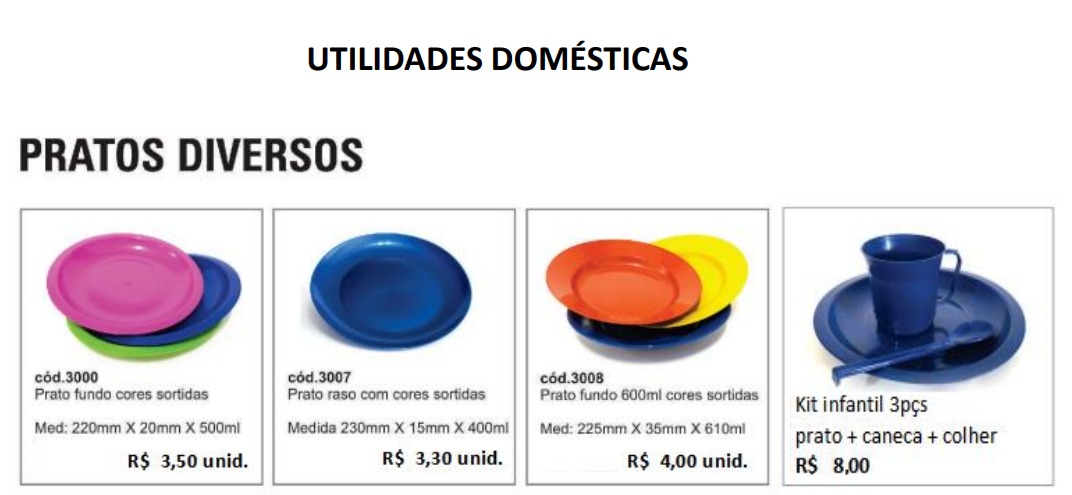 UTILIDADES DOMÉSTICAS
PRATOS DIVERSOS
cód.3000
Prato fundo cores sortidas
Med: 220mm X 20mm X 500ml
R$ 3,50 unid.
cód.3007
Prato raso com cores sortidas
Medida 230mm X 15mm X 400ml
R$ 3,30 unid.
cód.3008
Prato fundo 600ml cores sortidas
Med: 225mm X 35mm X 610ml
R$ 4,00 unid.
Kit infantil 3pçs
prato + caneca + colher
R$ 8,00